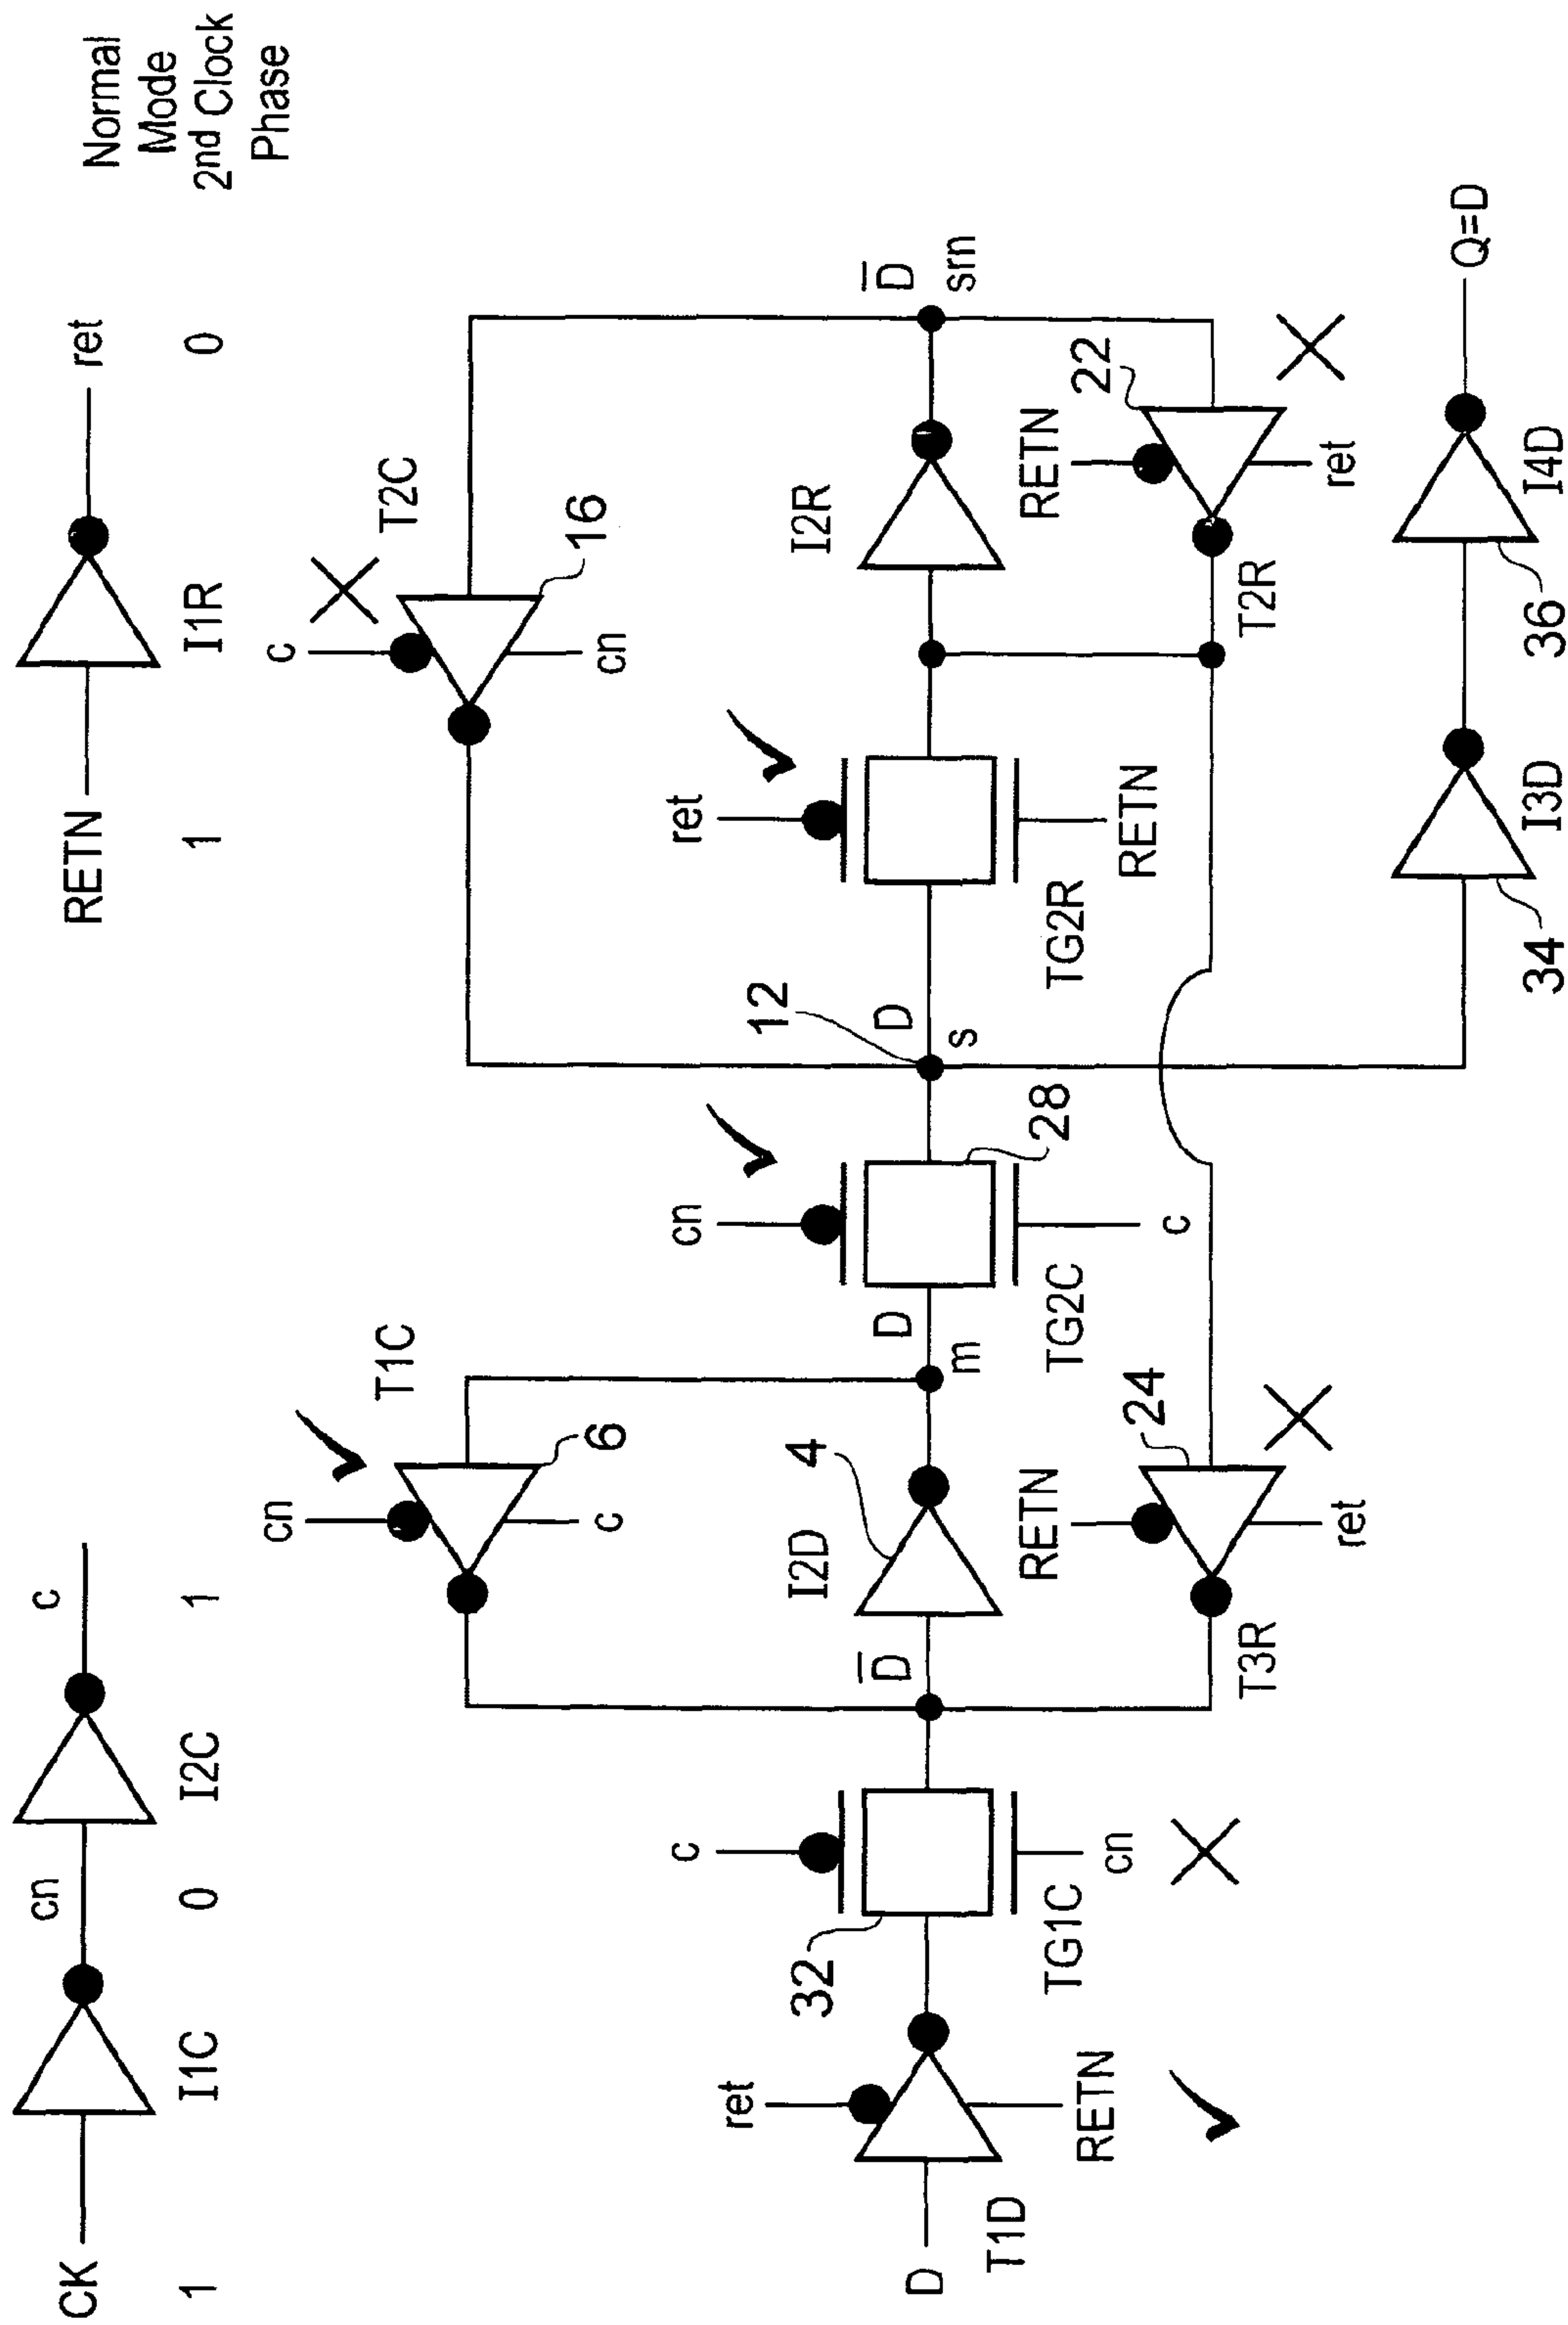 Normal
Mode
2nd Clock
Phase
CK
cn
c
RETN
ret
1
I1C
0
I2C
1
1
I1R
0
cn
T1C
c
6
c
T2C
cn
16
D
T1D
ret
RETN
32
c
TG1C
cn
D̅
I2D
4
D
m
cn
TG2C
c
28
12
D
s
ret
TG2R
RETN
I2R
D̅
srn
T3R
RETN
24
ret
T2R
RETN
22
ret
34
I3D
36
I4D
Q=D